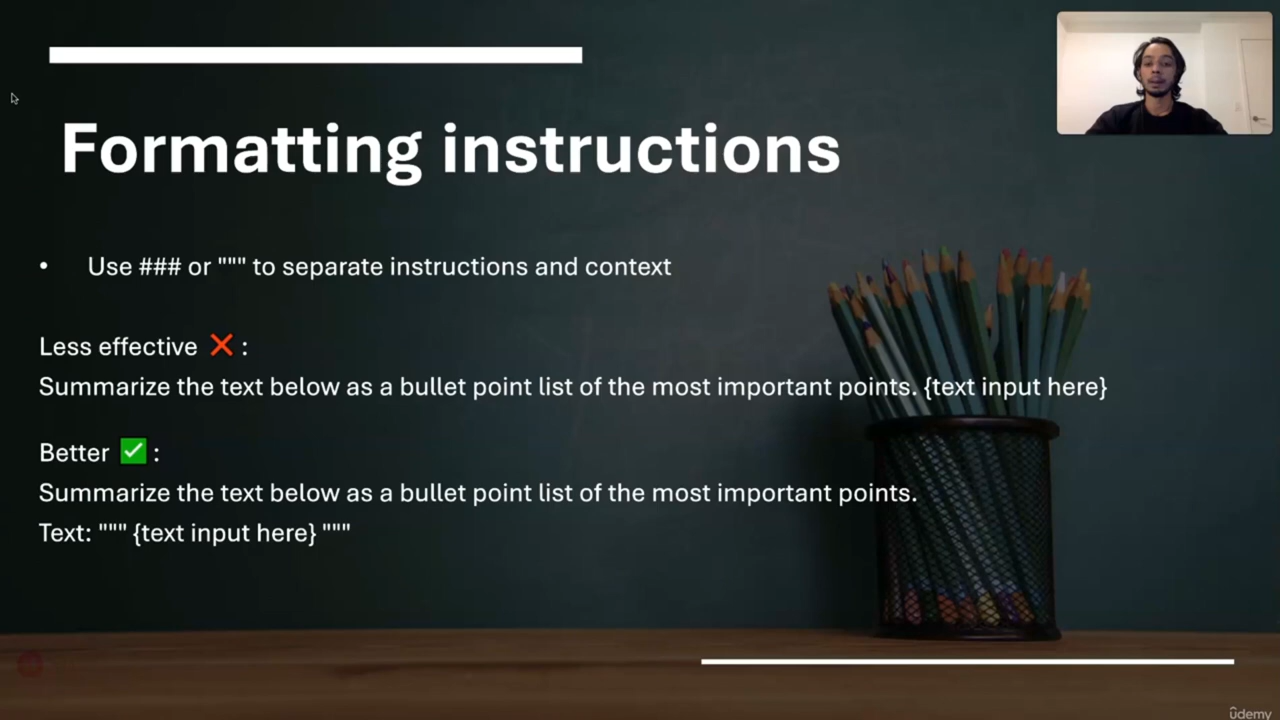 Formatting instructions
• Use ### or """ to separate instructions and context
Less effective ❌ :
Summarize the text below as a bullet point list of the most important points. {text input here}
Better ✅ :
Summarize the text below as a bullet point list of the most important points.
Text: """ {text input here} """
ûdemy